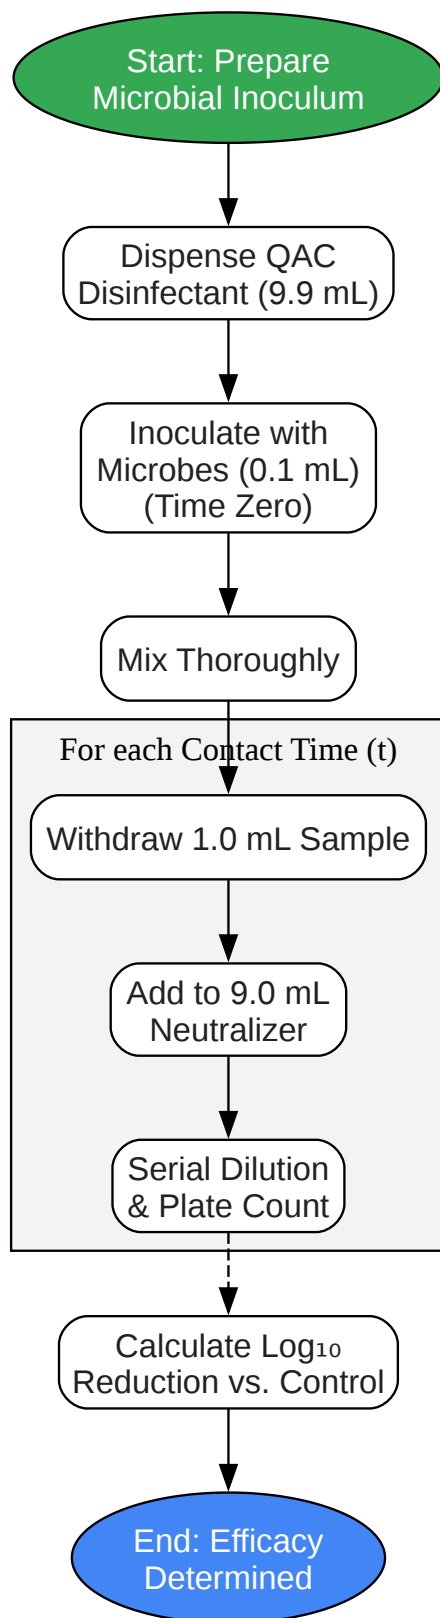 Start: Prepare
Microbial Inoculum
Dispense QAC
Disinfectant (9.9 mL)
Inoculate with
Microbes (0.1 mL)
(Time Zero)
Mix Thoroughly
For each Contact Time (t)
Withdraw 1.0 mL Sample
Add to 9.0 mL
Neutralizer
Serial Dilution
& Plate Count
Calculate Log₁₀
Reduction vs. Control
End: Efficacy
Determined